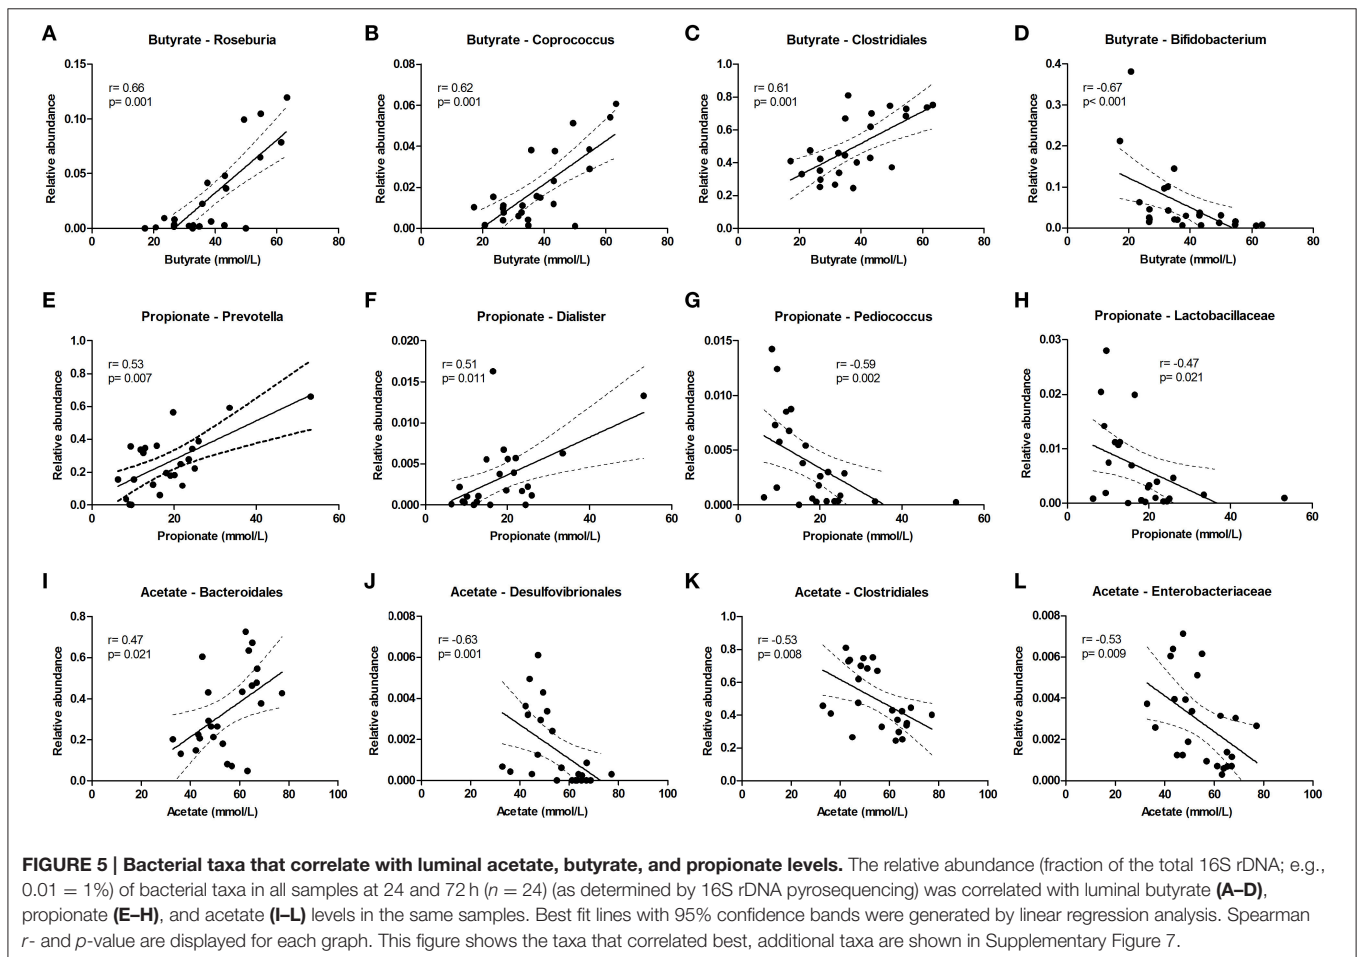 A
Butyrate - Roseburia
r= 0.66
p= 0.001
0.15
0.10
0.05
0.00
Relative abundance
0 20 40 60 80
Butyrate (mmol/L)
B
Butyrate - Coprococcus
r= 0.62
p= 0.001
0.08
0.06
0.04
0.02
0.00
Relative abundance
0 20 40 60 80
Butyrate (mmol/L)
C
Butyrate - Clostridiales
r= 0.61
p= 0.001
1.0
0.8
0.6
0.4
0.2
0.0
Relative abundance
0 20 40 60 80
Butyrate (mmol/L)
D
Butyrate - Bifidobacterium
r= -0.67
p< 0.001
0.4
0.3
0.2
0.1
0.0
Relative abundance
0 20 40 60 80
Butyrate (mmol/L)
E
Propionate - Prevotella
r= 0.53
p= 0.007
1.0
0.8
0.6
0.4
0.2
0.0
Relative abundance
0 20 40 60
Propionate (mmol/L)
F
Propionate - Dialister
r= 0.51
p= 0.011
0.020
0.015
0.010
0.005
0.000
Relative abundance
0 20 40 60
Propionate (mmol/L)
G
Propionate - Pediococcus
r= -0.59
p= 0.002
0.015
0.010
0.005
0.000
Relative abundance
0 20 40 60
Propionate (mmol/L)
H
Propionate - Lactobacillaceae
r= -0.47
p= 0.021
0.03
0.02
0.01
0.00
Relative abundance
0 20 40 60
Propionate (mmol/L)
I
Acetate - Bacteroidales
r= 0.47
p= 0.021
0.8
0.6
0.4
0.2
0.0
Relative abundance
0 20 40 60 80 100
Acetate (mmol/L)
J
Acetate - Desulfovibrionales
r= -0.63
p= 0.001
0.008
0.006
0.004
0.002
0.000
Relative abundance
0 20 40 60 80 100
Acetate (mmol/L)
K
Acetate - Clostridiales
r= -0.53
p= 0.008
1.0
0.8
0.6
0.4
0.2
0.0
Relative abundance
0 20 40 60 80 100
Acetate (mmol/L)
L
Acetate - Enterobacteriaceae
r= -0.53
p= 0.009
0.008
0.006
0.004
0.002
0.000
Relative abundance
0 20 40 60 80 100
Acetate (mmol/L)
FIGURE 5 | Bacterial taxa that correlate with luminal acetate, butyrate, and propionate levels. The relative abundance (fraction of the total 16S rDNA; e.g.,
0.01 = 1%) of bacterial taxa in all samples at 24 and 72 h (n = 24) (as determined by 16S rDNA pyrosequencing) was correlated with luminal butyrate (A–D),
propionate (E–H), and acetate (I–L) levels in the same samples. Best fit lines with 95% confidence bands were generated by linear regression analysis. Spearman
r- and p-value are displayed for each graph. This figure shows the taxa that correlated best, additional taxa are shown in Supplementary Figure 7.